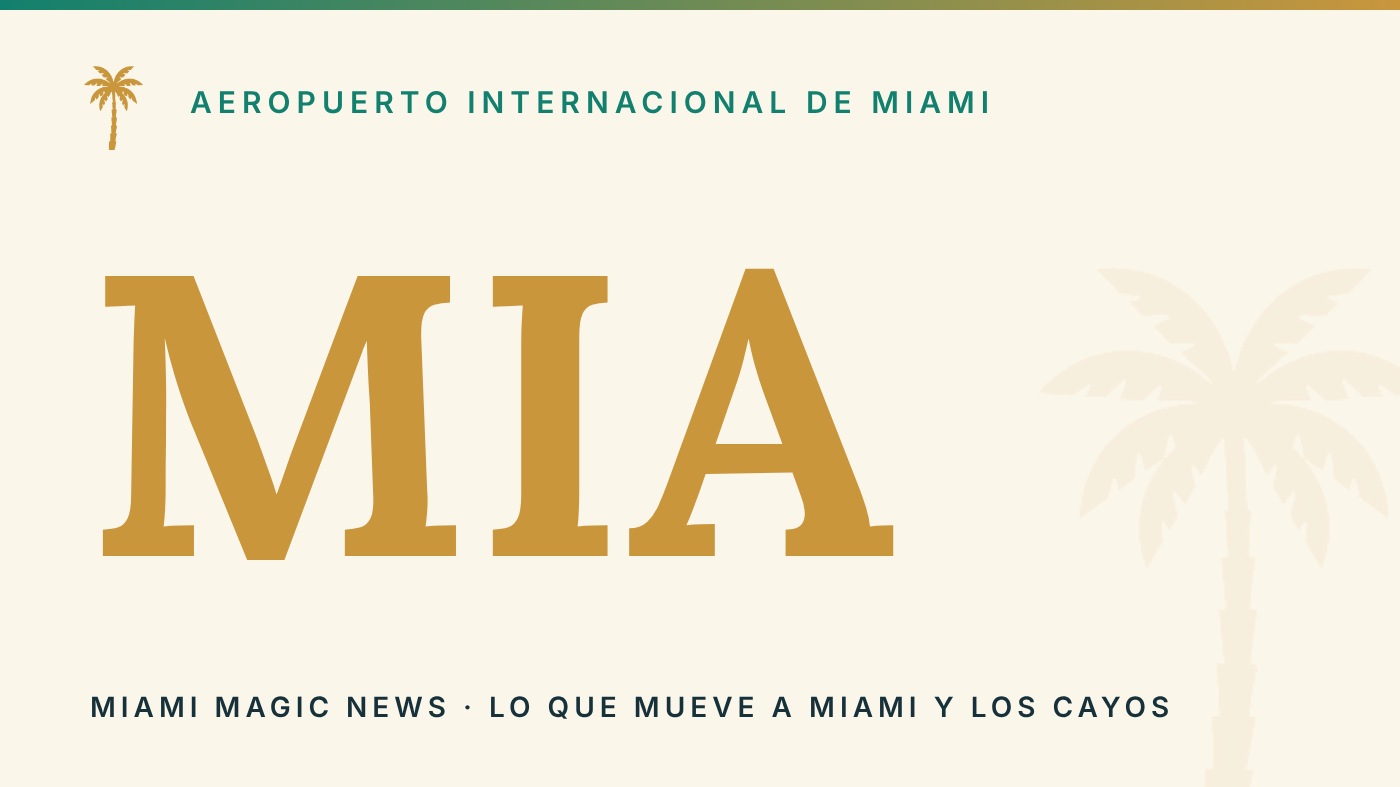 AEROPUERTO INTERNACIONAL DE MIAMI
MIA
MIAMI MAGIC NEWS · LO QUE MUEVE A MIAMI Y LOS CAYOS